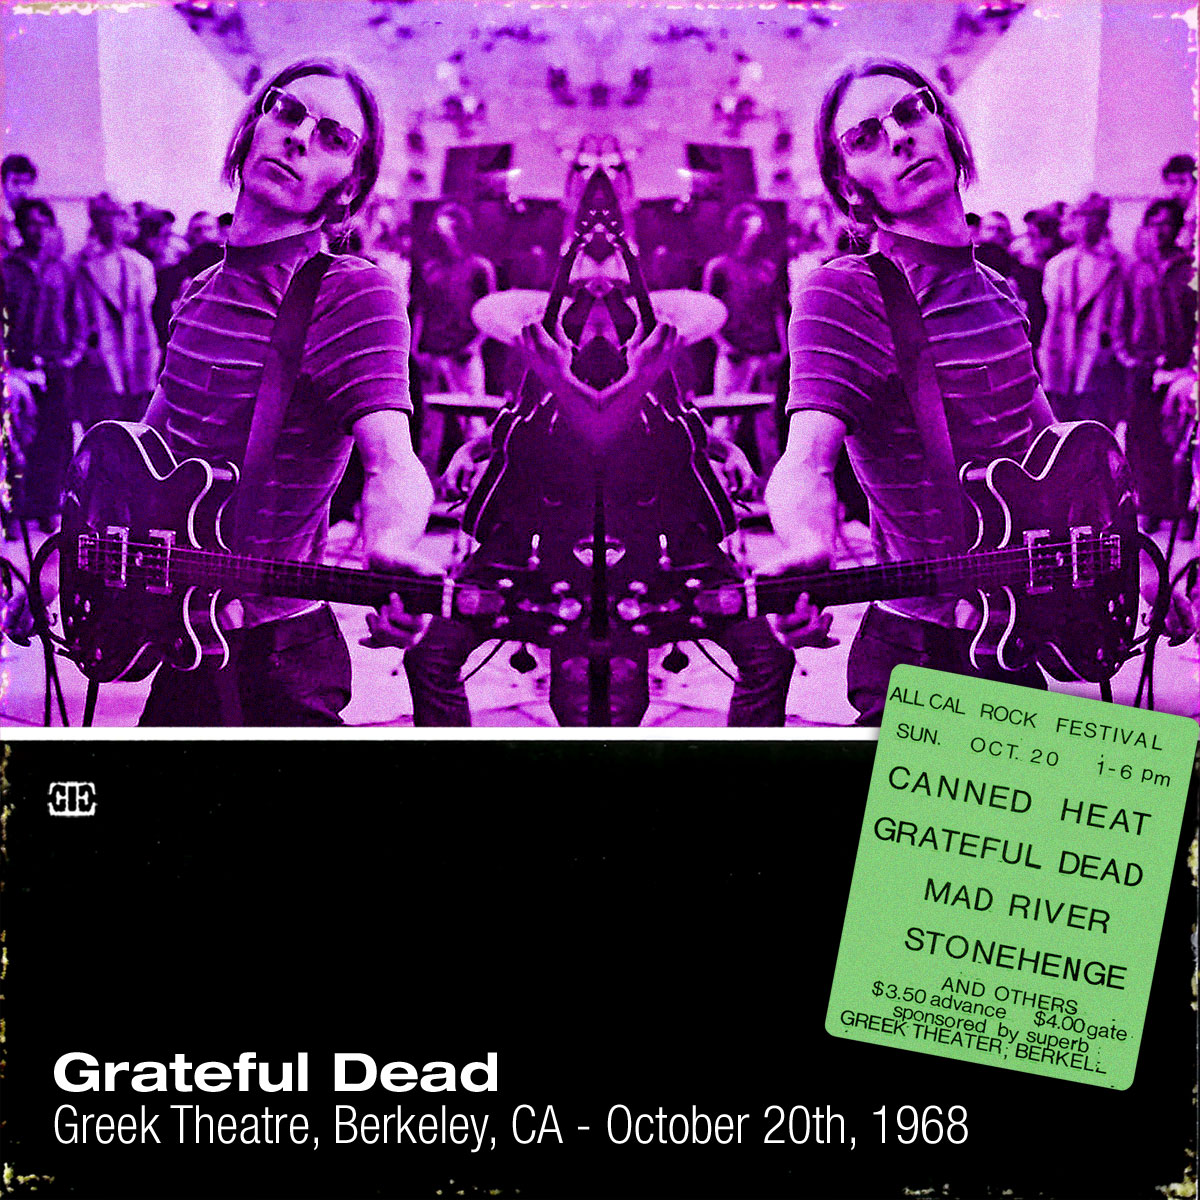 ALL CAL ROCK FESTIVAL
SUN. OCT. 20 1-6 pm
CANNED HEAT
GRATEFUL DEAD
MAD RIVER
STONEHENGE
AND OTHERS
$3.50 advance $4.00 gate
sponsored by superb
GREEK THEATER, BERKELL
Grateful Dead
Greek Theatre, Berkeley, CA - October 20th, 1968